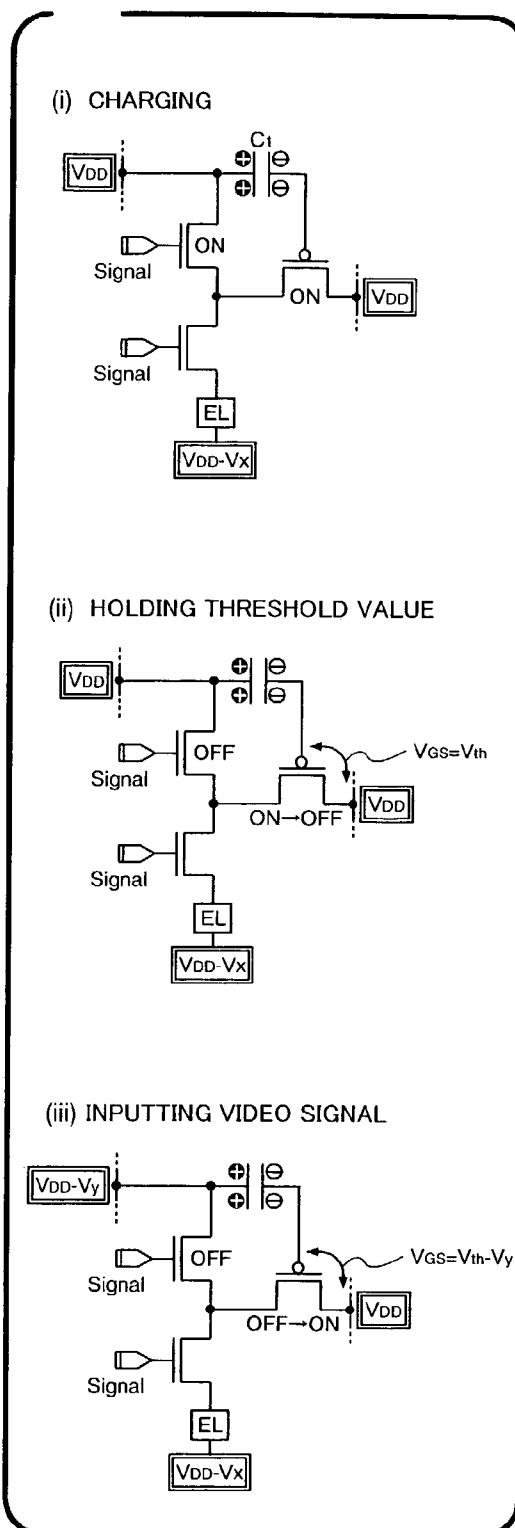 (i) CHARGING
C1
VDD
⊕ ⊖
⊕ ⊖
ON
Signal
ON
VDD
Signal
EL
VDD-Vx
(ii) HOLDING THRESHOLD VALUE
VDD
⊕ ⊖
⊕ ⊖
OFF
VGS=Vth
Signal
ON→OFF
VDD
Signal
EL
VDD-Vx
(iii) INPUTTING VIDEO SIGNAL
VDD-Vy
⊕ ⊖
⊕ ⊖
OFF
VGS=Vth-Vy
Signal
OFF→ON
VDD
Signal
EL
VDD-Vx